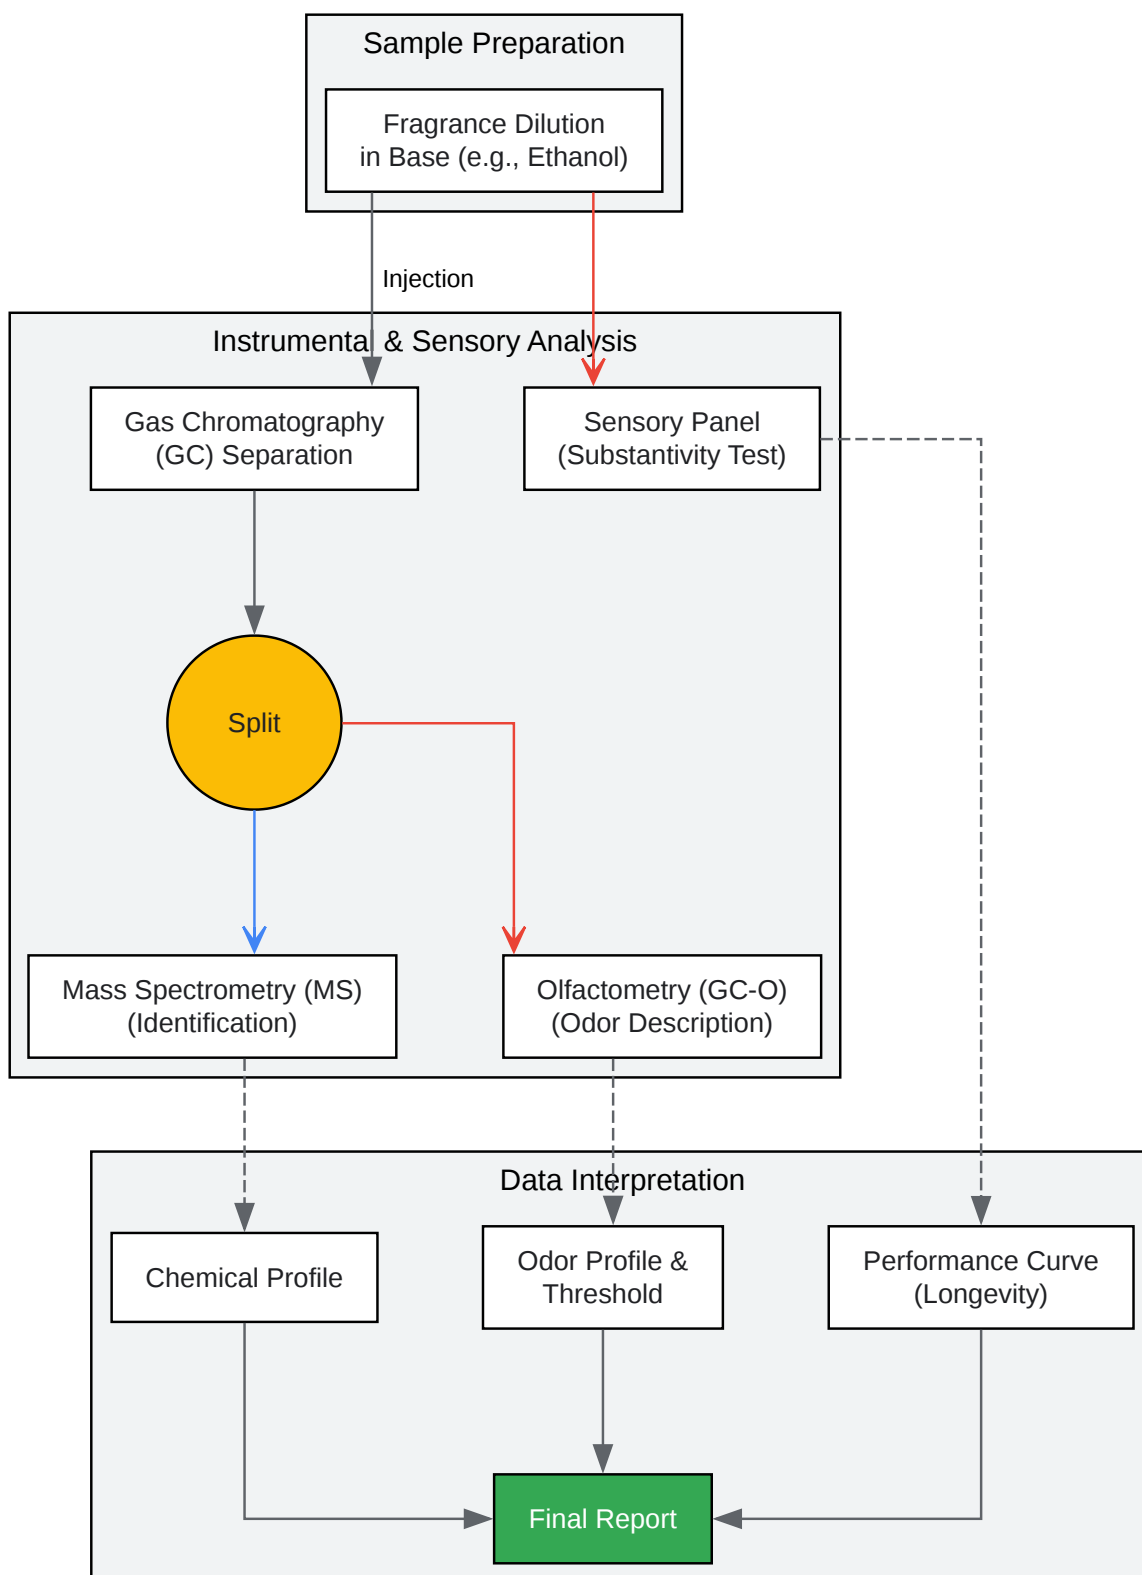 Sample Preparation
Fragrance Dilution
in Base (e.g., Ethanol)
Injection
Instrumental & Sensory Analysis
Gas Chromatography
(GC) Separation
Sensory Panel
(Substantivity Test)
Split
Mass Spectrometry (MS)
(Identification)
Olfactometry (GC-O)
(Odor Description)
Data Interpretation
Chemical Profile
Odor Profile &
Threshold
Performance Curve
(Longevity)
Final Report